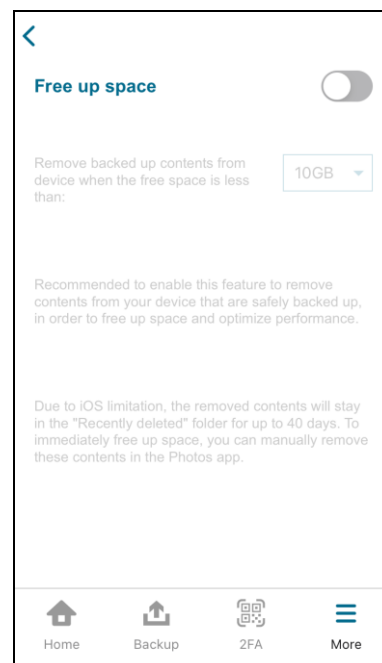 Free up space
Remove backed up contents from
device when the free space is less
than:
10GB
Recommended to enable this feature to remove
contents from your device that are safely backed up,
in order to free up space and optimize performance.
Due to iOS limitation, the removed contents will stay
in the "Recently deleted" folder for up to 40 days. To
immediately free up space, you can manually remove
these contents in the Photos app.
Home Backup 2FA More